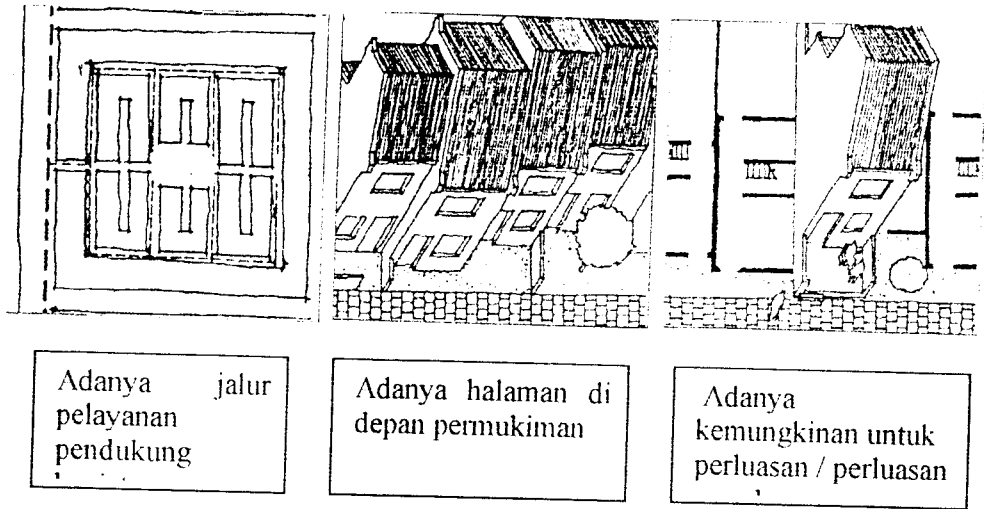 Adanya jalur
pelayanan
pendukung
Adanya halaman di
depan permukiman
Adanya
kemungkinan untuk
perluasan / perluasan